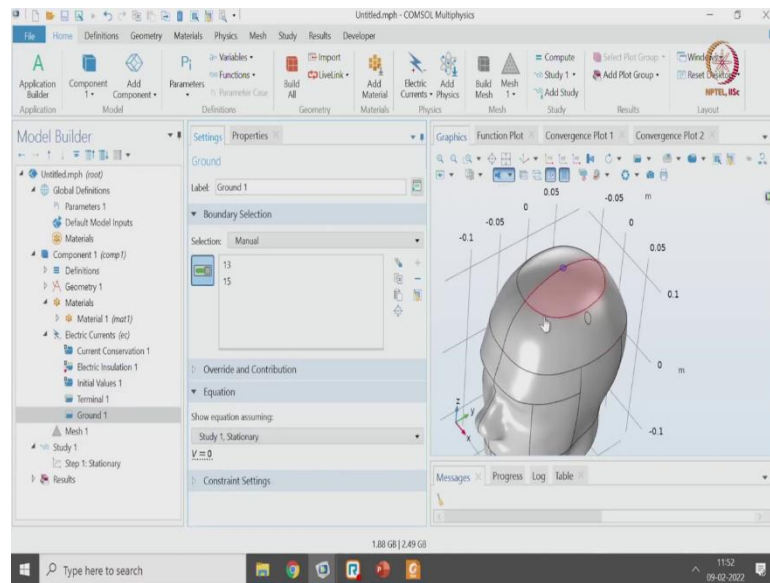 Untitled.mph - COMSOL Multiphysics
File Home Definitions Geometry Materials Physics Mesh Study Results Developer
Application Builder
Component 1
Add Component
Pi
Parameters
a= Variables
Functions
Parameter Case
Build All
Import
LiveLink
Add Material
Electric Currents
Add Physics
Build Mesh
Mesh 1
= Compute
Study 1
Add Study
Select Plot Group
Add Plot Group
Windows
Reset Desktop
NPTEL, IISc
Application Model Definitions Geometry Materials Physics Mesh Study Results Layout
Model Builder
Untitled.mph (root)
Global Definitions
Pi Parameters 1
Default Model Inputs
Materials
Component 1 (comp1)
Definitions
Geometry 1
Materials
Material 1 (mat1)
Electric Currents (ec)
Current Conservation 1
Electric Insulation 1
Initial Values 1
Terminal 1
Ground 1
Mesh 1
Study 1
Step 1: Stationary
Results
Settings Properties
Ground
Label: Ground 1
Boundary Selection
Selection: Manual
13
15
Override and Contribution
Equation
Show equation assuming:
Study 1, Stationary
V = 0
Constraint Settings
Graphics Function Plot Convergence Plot 1 Convergence Plot 2
0.05
0
-0.05
-0.1
-0.05 m
0
0.05
0.1
0 m
-0.1
z
y
x
Messages Progress Log Table
1.88 GB | 2.49 GB
Type here to search
11:52
09-02-2022